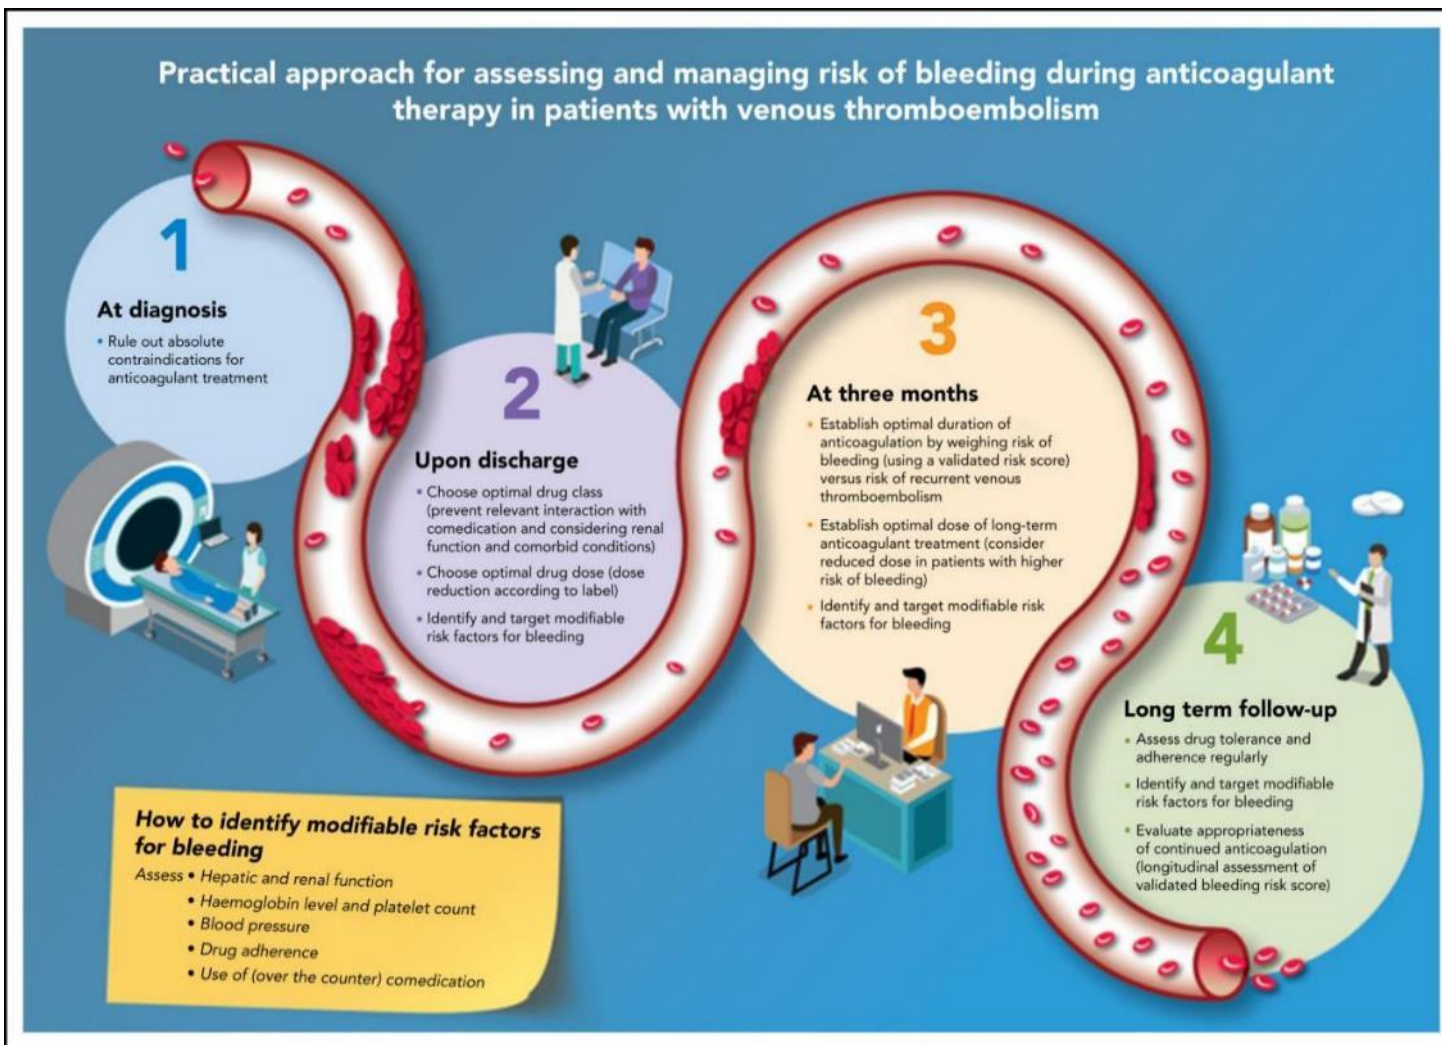 Practical approach for assessing and managing risk of bleeding during anticoagulant
therapy in patients with venous thromboembolism
1
At diagnosis
• Rule out absolute
contraindications for
anticoagulant treatment
2
Upon discharge
• Choose optimal drug class
(prevent relevant interaction with
comedication and considering renal
function and comorbid conditions)
• Choose optimal drug dose (dose
reduction according to label)
• Identify and target modifiable
risk factors for bleeding
3
At three months
• Establish optimal duration of
anticoagulation by weighing risk of
bleeding (using a validated risk score)
versus risk of recurrent venous
thromboembolism
• Establish optimal dose of long-term
anticoagulant treatment (consider
reduced dose in patients with higher
risk of bleeding)
• Identify and target modifiable risk
factors for bleeding
4
Long term follow-up
• Assess drug tolerance and
adherence regularly
• Identify and target modifiable
risk factors for bleeding
• Evaluate appropriateness
of continued anticoagulation
(longitudinal assessment of
validated bleeding risk score)
How to identify modifiable risk factors
for bleeding
Assess • Hepatic and renal function
• Haemoglobin level and platelet count
• Blood pressure
• Drug adherence
• Use of (over the counter) comedication